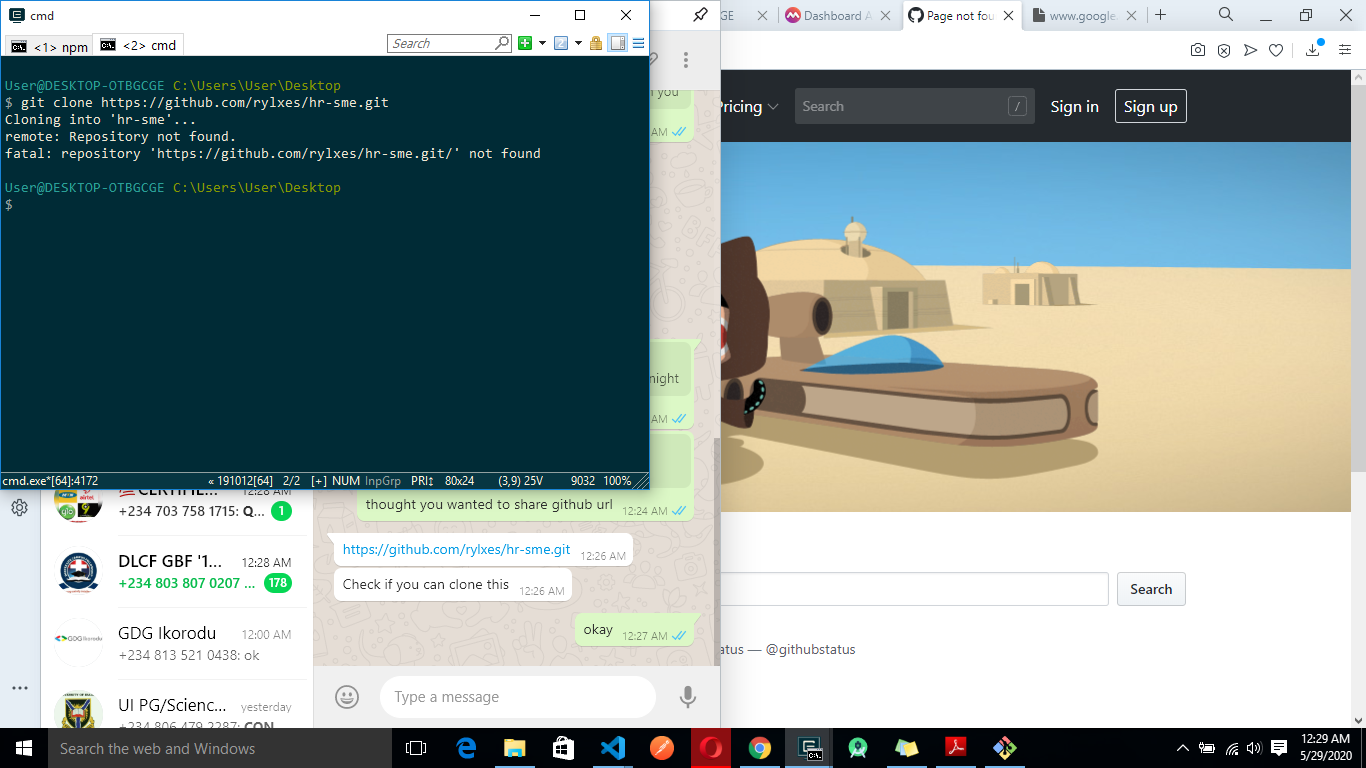 cmd
<1> npm
<2> cmd
Search
User@DESKTOP-OTBGCGE C:\Users\User\Desktop
$ git clone https://github.com/rylxes/hr-sme.git
Cloning into 'hr-sme'...
remote: Repository not found.
fatal: repository 'https://github.com/rylxes/hr-sme.git/' not found
User@DESKTOP-OTBGCGE C:\Users\User\Desktop
$
cmd.exe*[64]:4172 « 191012[64] 2/2 [+] NUM InpGrp PRI↕ 80x24 (3,9) 25V 9032 100%
GE
Dashboard A
Page not fou
www.google.
Pricing
Search
/
Sign in
Sign up
you
AM
night
AM
thought you wanted to share github url 12:24 AM
https://github.com/rylxes/hr-sme.git 12:26 AM
Check if you can clone this 12:26 AM
okay 12:27 AM
Type a message
12:28 AM
+234 703 758 1715: Q... 1
DLCF GBF '1... 12:28 AM
+234 803 807 0207 ... 178
GDG Ikorodu 12:00 AM
+234 813 521 0438: ok
UI PG/Scienc... yesterday
+234 806 479 2287: CON
Search
atus — @githubstatus
Search the web and Windows
12:29 AM
5/29/2020